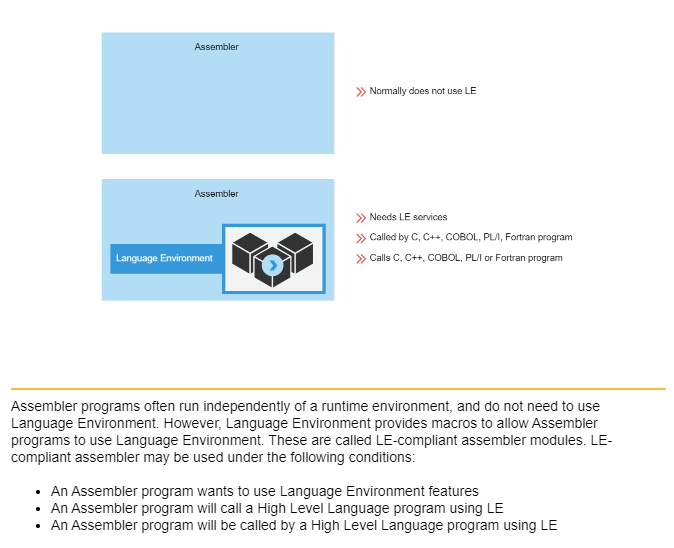 Assembler
Normally does not use LE
Assembler
Needs LE services
Called by C, C++, COBOL, PL/I, Fortran program
Language Environment
Calls C, C++, COBOL, PL/I or Fortran program
Assembler programs often run independently of a runtime environment, and do not need to use
Language Environment. However, Language Environment provides macros to allow Assembler
programs to use Language Environment. These are called LE-compliant assembler modules. LE-
compliant assembler may be used under the following conditions:
• An Assembler program wants to use Language Environment features
• An Assembler program will call a High Level Language program using LE
• An Assembler program will be called by a High Level Language program using LE